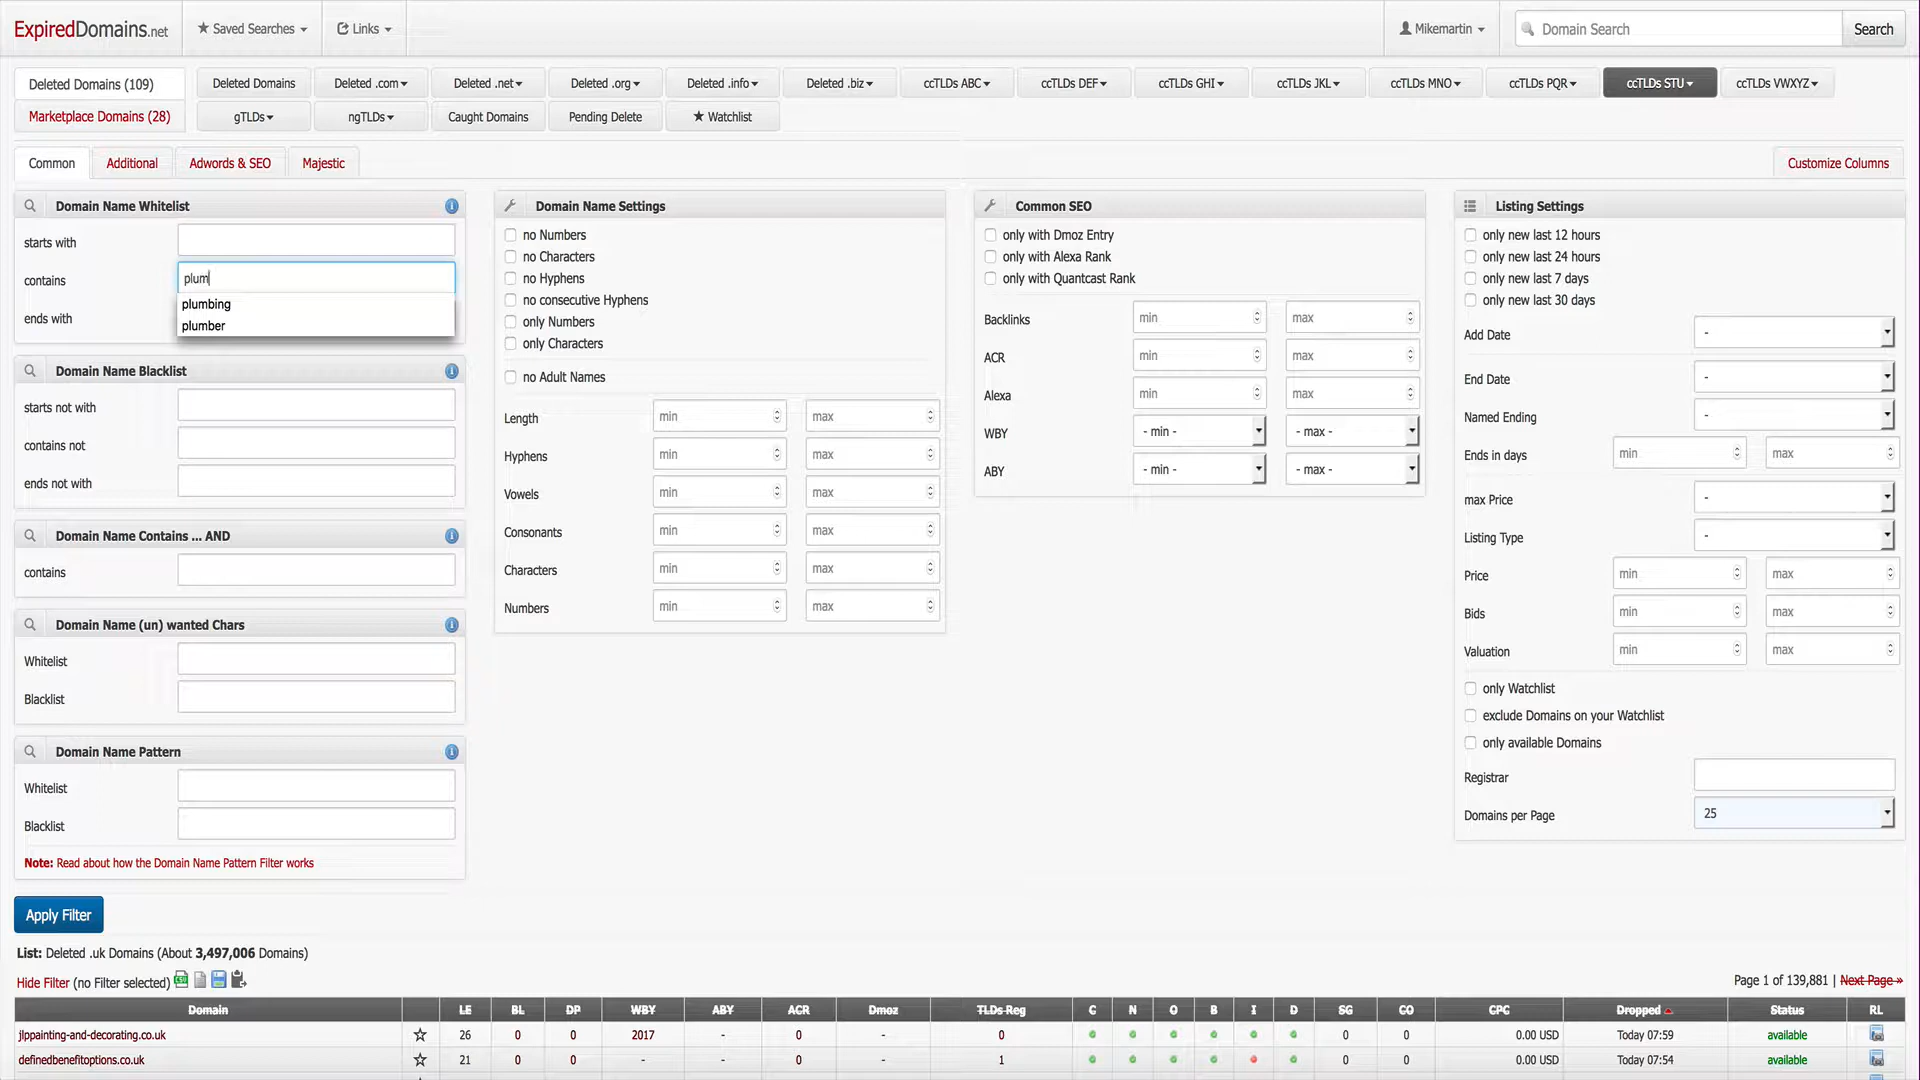 ExpiredDomains.net
Saved Searches
Links
Mikemartin
Domain Search
Search
Deleted Domains (109)
Marketplace Domains (28)
Deleted Domains
Deleted .com
Deleted .net
Deleted .org
Deleted .info
Deleted .biz
ccTLDs ABC
ccTLDs DEF
ccTLDs GHI
ccTLDs JKL
ccTLDs MNO
ccTLDs PQR
ccTLDs STU
ccTLDs VWXYZ
gTLDs
ngTLDs
Caught Domains
Pending Delete
Watchlist
Common
Additional
Adwords & SEO
Majestic
Customize Columns
Domain Name Whitelist
starts with
contains
plum
plumbing
plumber
ends with
Domain Name Blacklist
starts not with
contains not
ends not with
Domain Name Contains ... AND
contains
Domain Name (un) wanted Chars
Whitelist
Blacklist
Domain Name Pattern
Whitelist
Blacklist
Note: Read about how the Domain Name Pattern Filter works
Domain Name Settings
no Numbers
no Characters
no Hyphens
no consecutive Hyphens
only Numbers
only Characters
no Adult Names
Length min max
Hyphens min max
Vowels min max
Consonants min max
Characters min max
Numbers min max
Common SEO
only with Dmoz Entry
only with Alexa Rank
only with Quantcast Rank
Backlinks min max
ACR min max
Alexa min max
WBY - min - - max -
ABY - min - - max -
Listing Settings
only new last 12 hours
only new last 24 hours
only new last 7 days
only new last 30 days
Add Date -
End Date -
Named Ending -
Ends in days min max
max Price -
Listing Type -
Price min max
Bids min max
Valuation min max
only Watchlist
exclude Domains on your Watchlist
only available Domains
Registrar
Domains per Page 25
Apply Filter
List: Deleted .uk Domains (About 3,497,006 Domains)
Hide Filter (no Filter selected) CSV
Page 1 of 139,881 | Next Page »
Domain LE BL DP WBY ABY ACR Dmoz TLDs Reg C N O B I D SG CO CPC Dropped Status RL
jlppainting-and-decorating.co.uk 26 0 0 2017 - 0 - 0 0 0 0.00 USD Today 07:59 available
definedbenefitoptions.co.uk 21 0 0 - - 0 - 1 0 0 0.00 USD Today 07:54 available